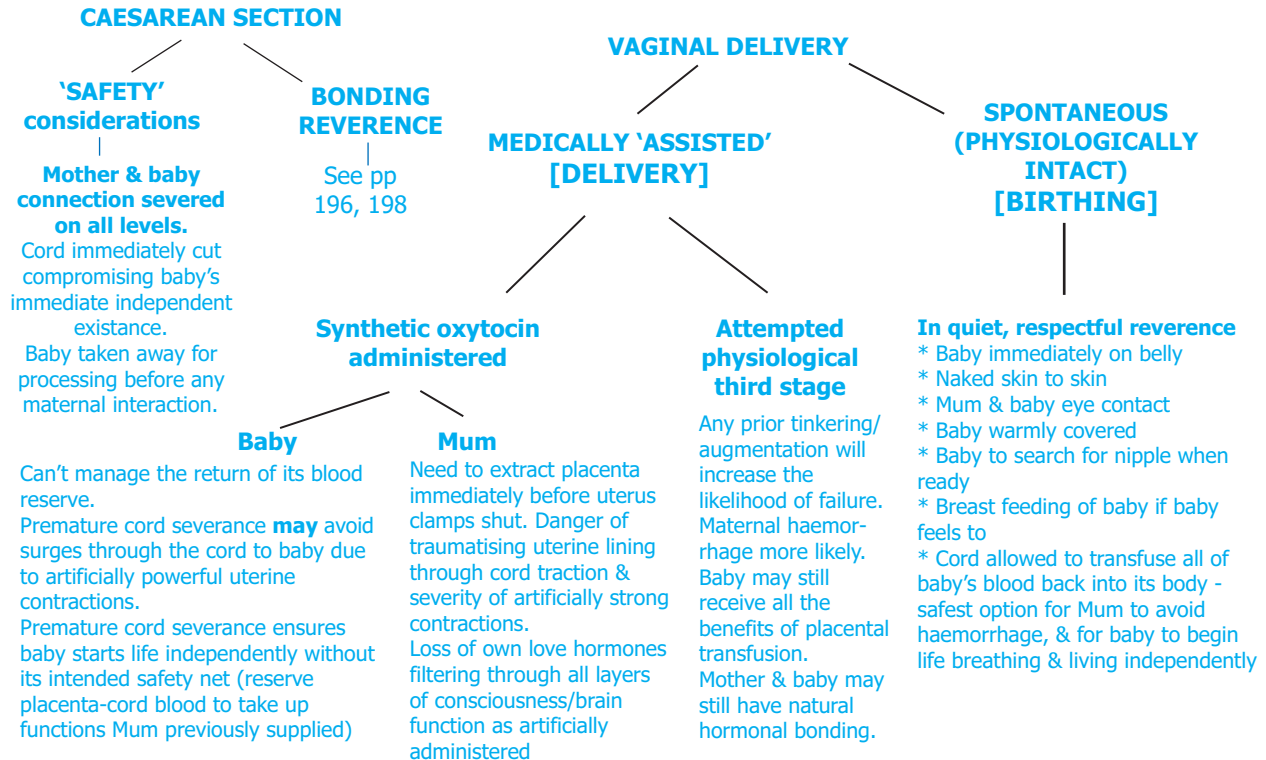 CAESAREAN SECTION
‘SAFETY’
considerations
Mother & baby
connection severed
on all levels.
Cord immediately cut
compromising baby’s
immediate independent
existance.
Baby taken away for
processing before any
maternal interaction.
BONDING
REVERENCE
See pp
196, 198
VAGINAL DELIVERY
MEDICALLY ‘ASSISTED’
[DELIVERY]
Synthetic oxytocin
administered
Baby
Can’t manage the return of its blood
reserve.
Premature cord severance may avoid
surges through the cord to baby due
to artificially powerful uterine
contractions.
Premature cord severance ensures
baby starts life independently without
its intended safety net (reserve
placenta-cord blood to take up
functions Mum previously supplied)
Mum
Need to extract placenta
immediately before uterus
clamps shut. Danger of
traumatising uterine lining
through cord traction &
severity of artificially strong
contractions.
Loss of own love hormones
filtering through all layers
of consciousness/brain
function as artificially
administered
Attempted
physiological
third stage
Any prior tinkering/
augmentation will
increase the
likelihood of failure.
Maternal haemor-
rhage more likely.
Baby may still
receive all the
benefits of placental
transfusion.
Mother & baby may
still have natural
hormonal bonding.
SPONTANEOUS
(PHYSIOLOGICALLY
INTACT)
[BIRTHING]
In quiet, respectful reverence
* Baby immediately on belly
* Naked skin to skin
* Mum & baby eye contact
* Baby warmly covered
* Baby to search for nipple when
ready
* Breast feeding of baby if baby
feels to
* Cord allowed to transfuse all of
baby’s blood back into its body -
safest option for Mum to avoid
haemorrhage, & for baby to begin
life breathing & living independently